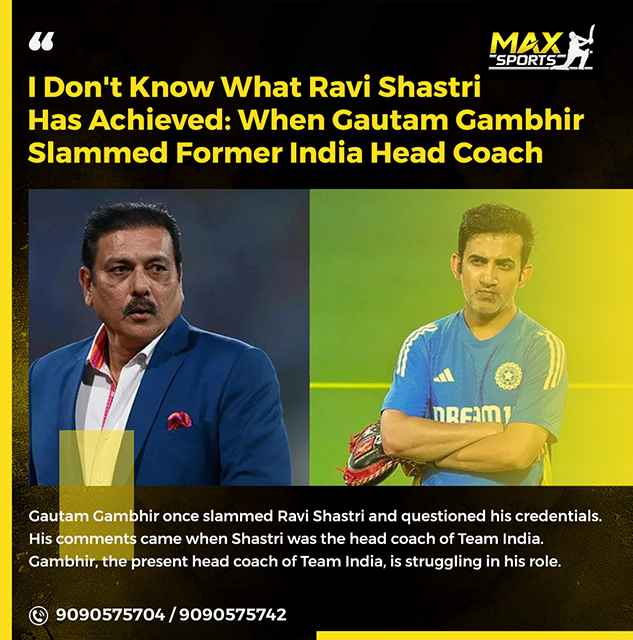 “
MAX
SPORTS
I Don't Know What Ravi Shastri
Has Achieved: When Gautam Gambhir
Slammed Former India Head Coach
DREAM1
Gautam Gambhir once slammed Ravi Shastri and questioned his credentials.
His comments came when Shastri was the head coach of Team India.
Gambhir, the present head coach of Team India, is struggling in his role.
9090575704 / 9090575742